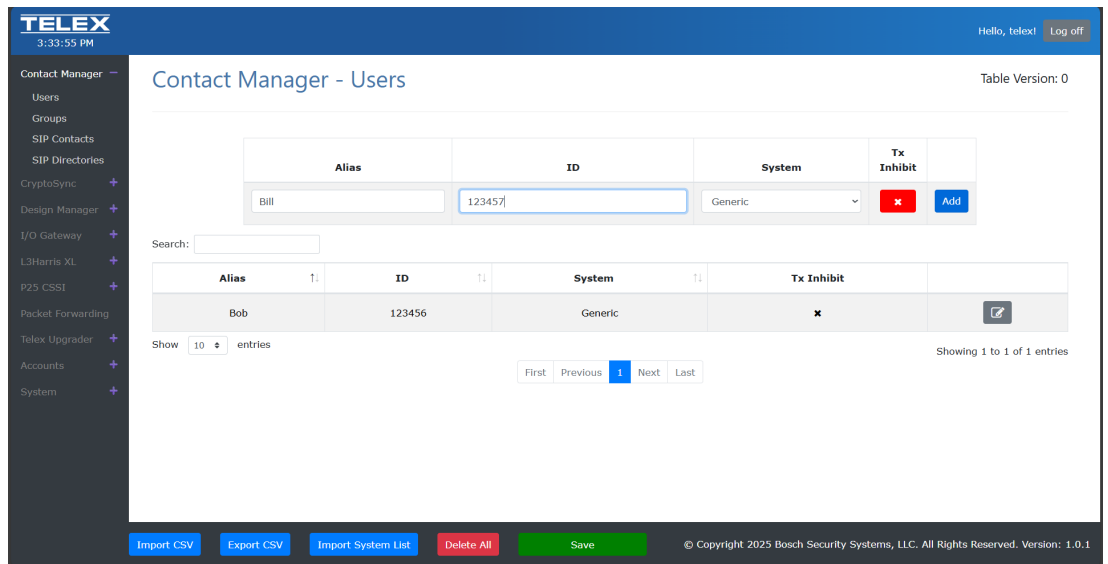 TELEX
3:33:55 PM
Hello, telex! Log off
Contact Manager −
Users
Groups
SIP Contacts
SIP Directories
CryptoSync +
Design Manager +
I/O Gateway +
L3Harris XL +
P25 CSSI +
Packet Forwarding
Telex Upgrader +
Accounts +
System +
Contact Manager - Users
Table Version: 0
Alias ID System Tx Inhibit
Bill 123457 Generic Add
Search:
Alias ID System Tx Inhibit
Bob 123456 Generic
Show 10 entries
Showing 1 to 1 of 1 entries
First Previous 1 Next Last
Import CSV Export CSV Import System List Delete All Save
© Copyright 2025 Bosch Security Systems, LLC. All Rights Reserved. Version: 1.0.1